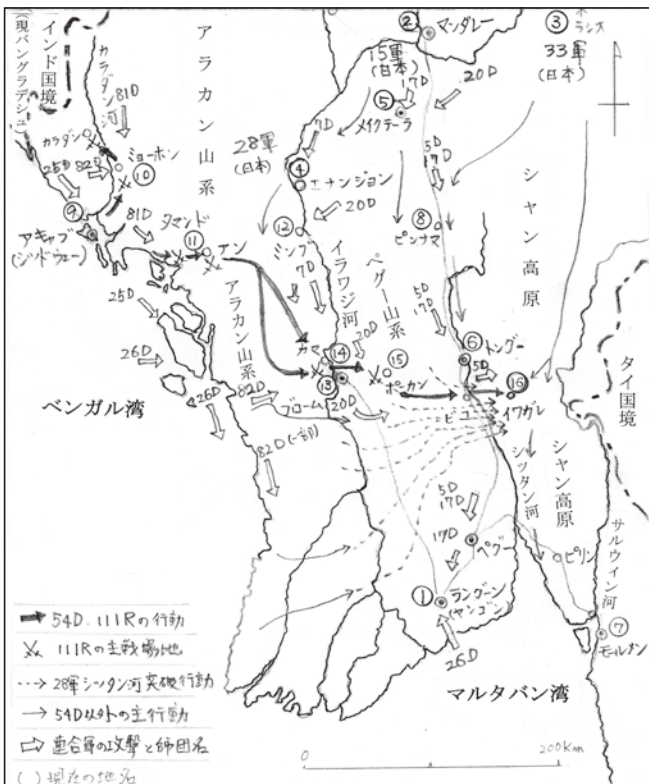 インド国境
(現バングラデシュ)
カラダン河
81D
アラカン山系
②
マンダレー
③
ラシオ
15軍
(日本)
33軍
(日本)
17D
20D
⑤
メイクテーラ
7D
28軍
(日本)
④
エナンジョン
20D
5D
17D
シャン高原
カラダン
ミョーホン
⑩
25D
82D
⑨
アキャブ
(シットウェー)
81D
タマンド
⑪
アン
⑫
ミンブ
7D
⑧
ピンナマ
イラワジ河
ペグー山系
5D
17D
25D
アラカン山系
カマ
⑭
20D
⑮
⑥
トングー
5D
タイ国境
26D
26D
82D
⑬
プローム
20D
ポーカン
⑯
ピュー
イワガレ
ベンガル湾
82D(一部)
シッタン河
シャン高原
サルウイン河
5D
17D
17D
ペグー
ビリン
①
ラングーン
(ヤンゴン)
⑦
モールメン
26D
マルタバン湾
54D. 111Rの行動
111Rの主戦場地
28軍シッタン河突破行動
54D以外の主行動
連合軍の攻撃と師団名
( ) 現在の地名
0
200Km